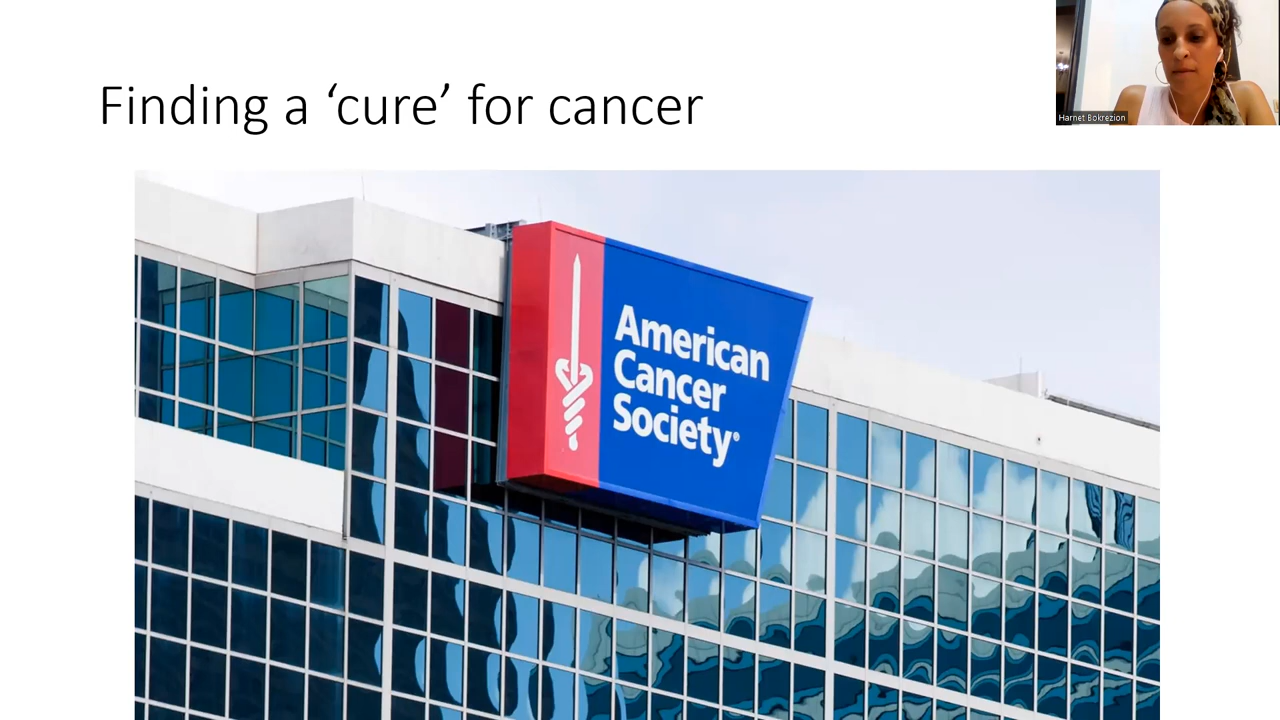 Finding a ‘cure’ for cancer
Harnet Bokrezion
American
Cancer
Society®